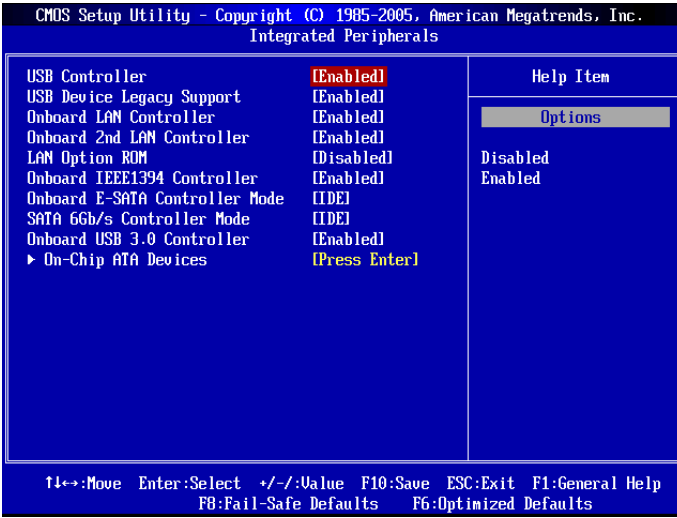 CMOS Setup Utility - Copyright (C) 1985-2005, American Megatrends, Inc.
Integrated Peripherals
USB Controller [Enabled]
USB Device Legacy Support [Enabled]
Onboard LAN Controller [Enabled]
Onboard 2nd LAN Controller [Enabled]
LAN Option ROM [Disabled]
Onboard IEEE1394 Controller [Enabled]
Onboard E-SATA Controller Mode [IDE]
SATA 6Gb/s Controller Mode [IDE]
Onboard USB 3.0 Controller [Enabled]
▶ On-Chip ATA Devices [Press Enter]
Help Item
Options
Disabled
Enabled
↑↓←→:Move Enter:Select +/-/:Value F10:Save ESC:Exit F1:General Help
F8:Fail-Safe Defaults F6:Optimized Defaults